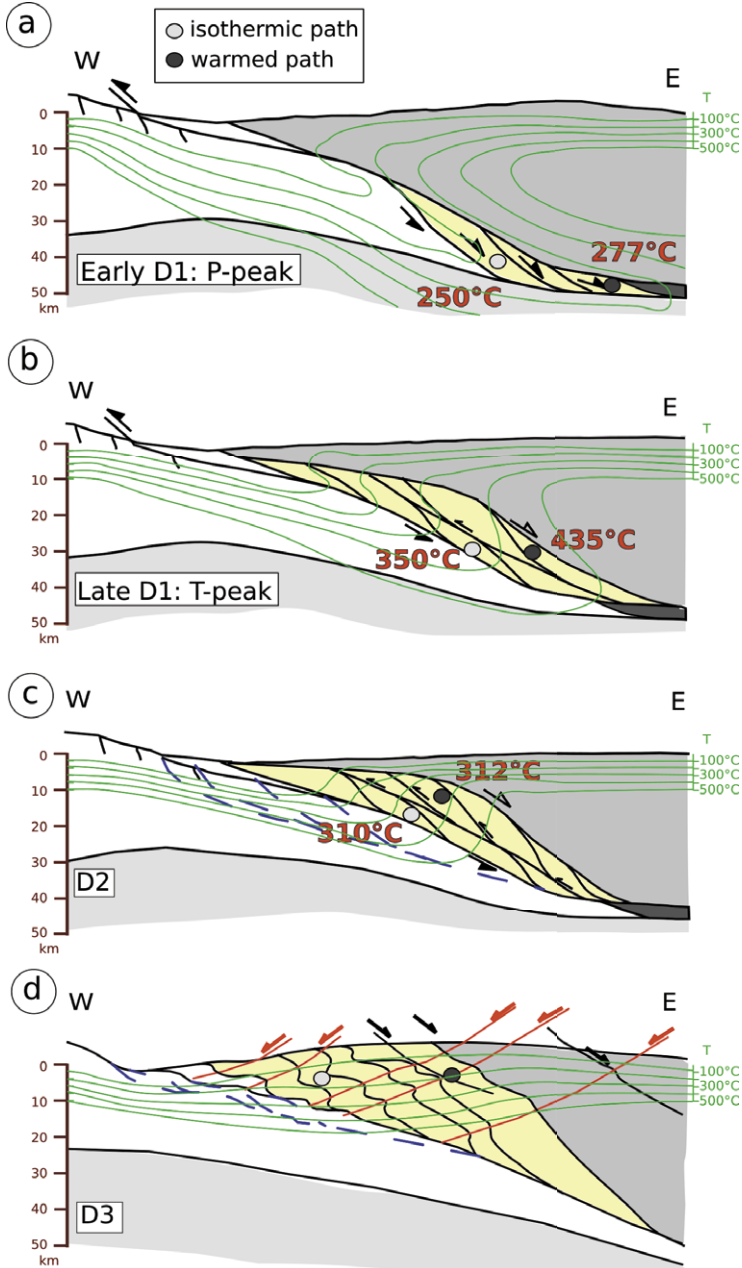 a
isothermic path
warmed path
W
E
T
100°C
300°C
500°C
0
10
20
30
40
50
km
277°C
250°C
Early D1: P-peak
b
W
E
T
100°C
300°C
500°C
0
10
20
30
40
50
km
435°C
350°C
Late D1: T-peak
c
W
E
T
100°C
300°C
500°C
0
10
20
30
40
50
km
312°C
310°C
D2
d
W
E
T
100°C
300°C
500°C
0
10
20
30
40
50
km
D3